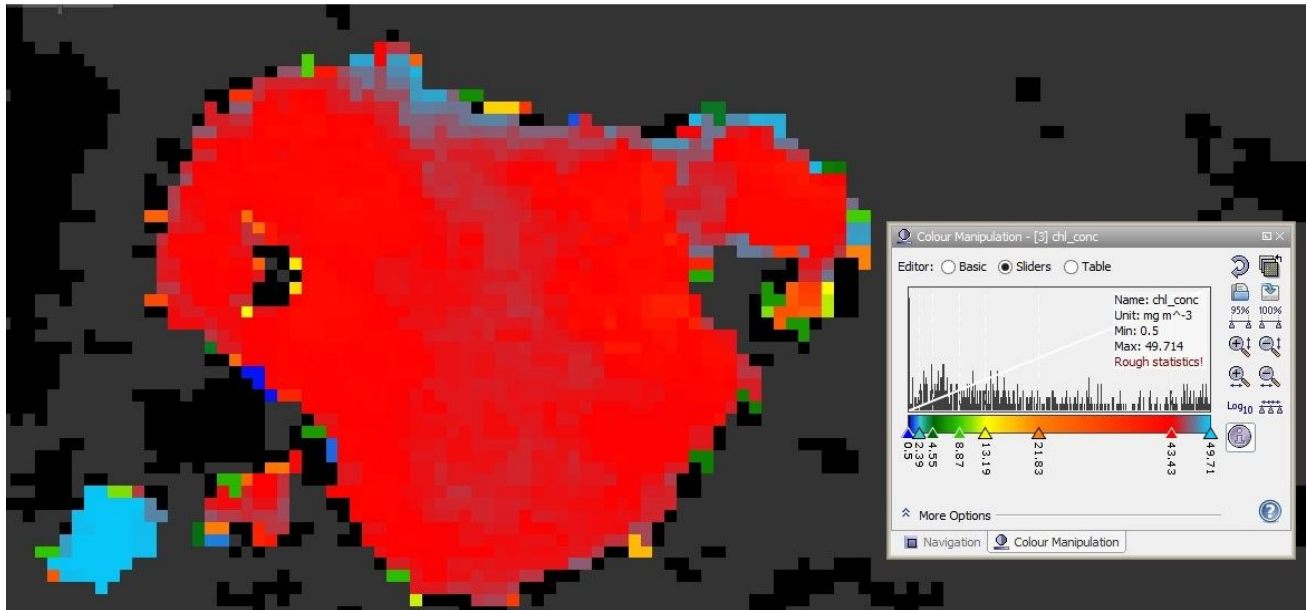 Colour Manipulation - [3] chl_conc
Editor: Basic Sliders Table
Name: chl_conc
Unit: mg m^-3
Min: 0.5
Max: 49.714
Rough statistics!
95% 100%
Log10
0.5 2.39 4.55 8.87 13.19 21.83 43.43 49.71
More Options
Navigation Colour Manipulation